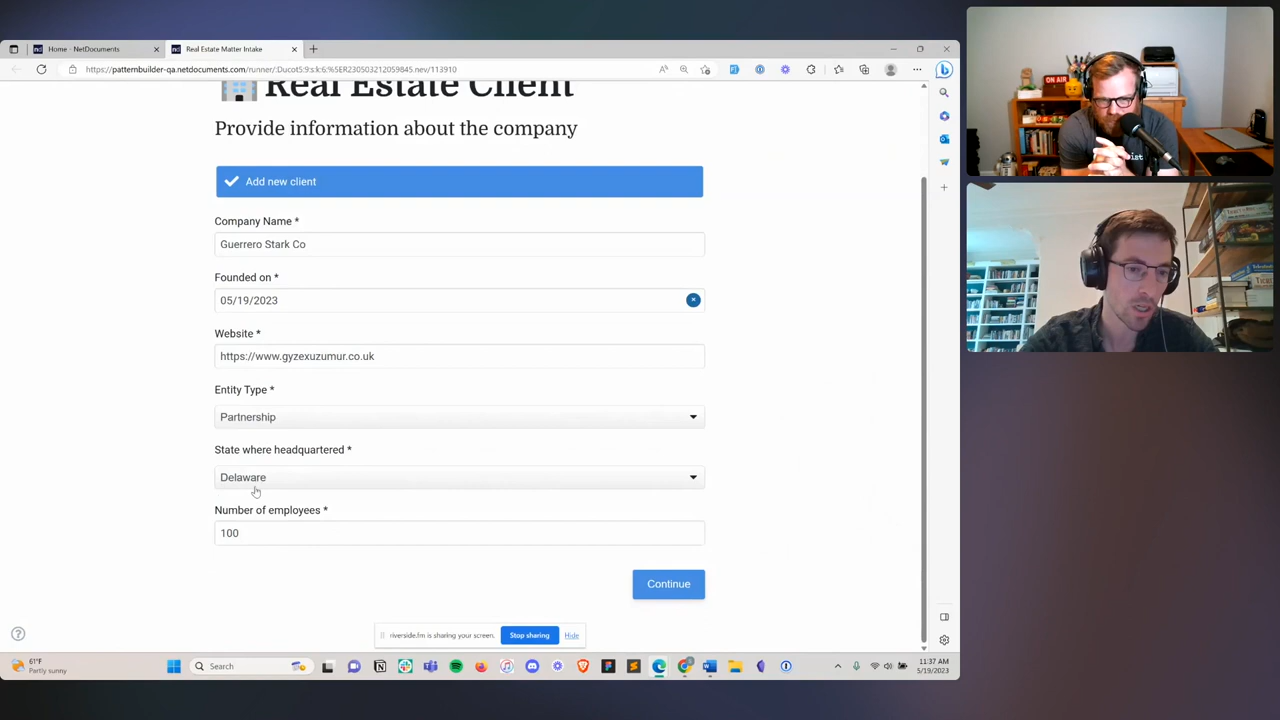 Home - NetDocuments
Real Estate Matter Intake
https://patternbuilder-qa.netdocuments.com/runner/:Ducot5:9:s:k:6:%5ER230503212059845.nev/113910
Real Estate Client
Provide information about the company
Add new client
Company Name *
Guerrero Stark Co
Founded on *
05/19/2023
Website *
https://www.gyzexuzumur.co.uk
Entity Type *
Partnership
State where headquartered *
Delaware
Number of employees *
100
Continue
riverside.fm is sharing your screen.
Stop sharing
Hide
61°F
Partly sunny
Search
11:37 AM
5/19/2023
ON AIR